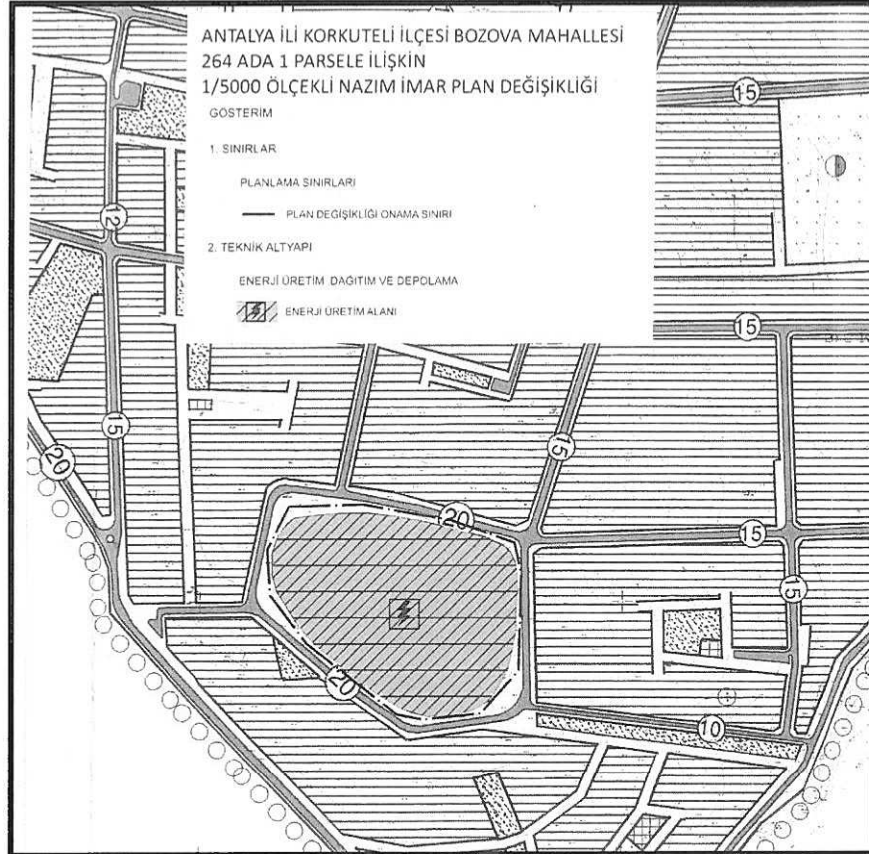 ANTALYA İLİ KORKUTELİ İLÇESİ BOZOVA MAHALLESİ
264 ADA 1 PARSELE İLİŞKİN
1/5000 ÖLÇEKLİ NAZIM İMAR PLAN DEĞİŞİKLİĞİ
GÖSTERİM
1. SINIRLAR
PLANLAMA SINIRLARI
PLAN DEĞİŞİKLİĞİ ONAMA SINIRI
2. TEKNİK ALTYAPI
ENERJİ ÜRETİM DAĞITIM VE DEPOLAMA
ENERJİ ÜRETİM ALANI
15
12
15
15
20
15
20
15
15
20
10